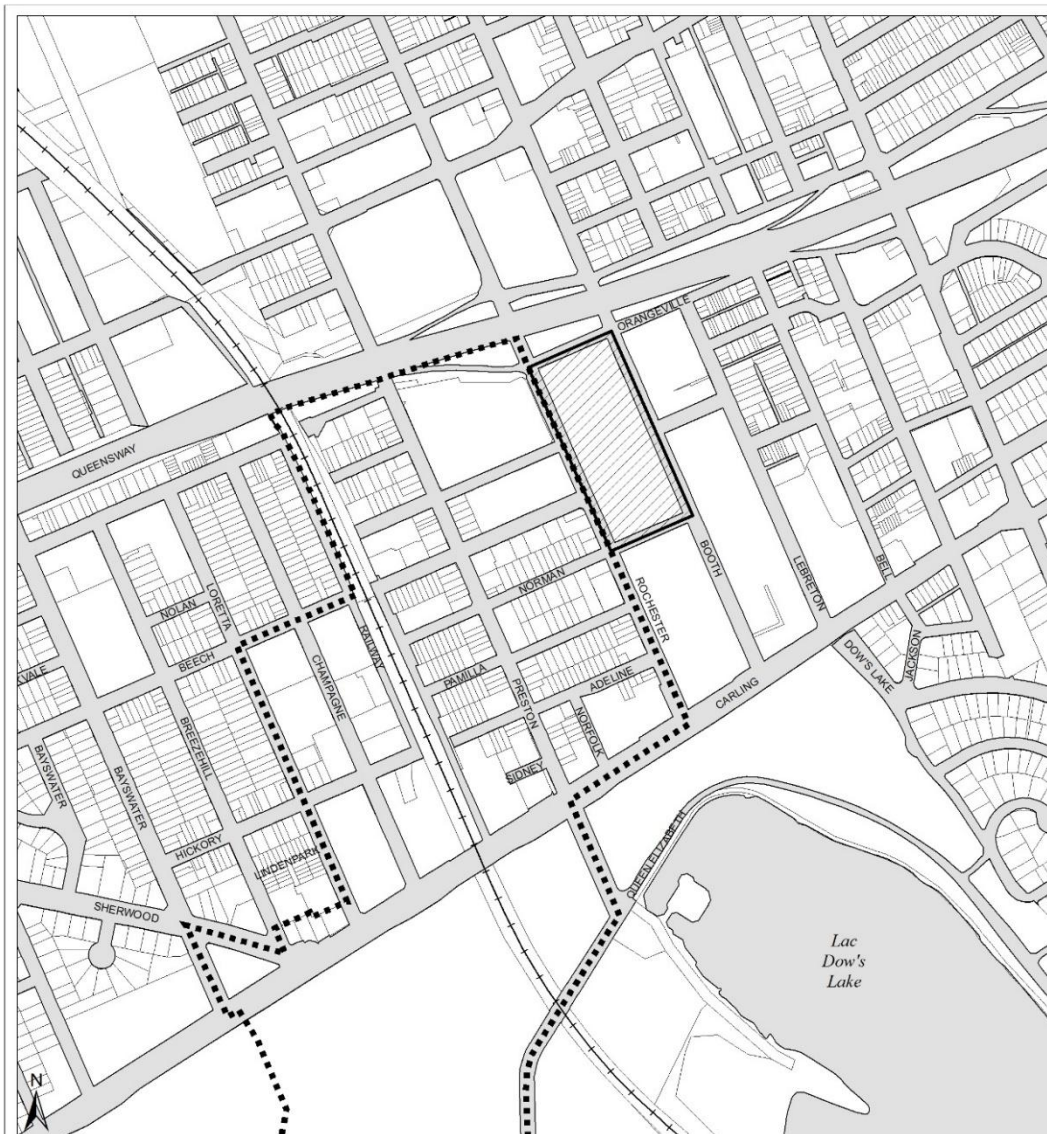 ORANGEVILLE
QUEENSWAY
BOOTH
LEBRETON
BELL
NOLAN
LORETTA
BEECH
NORMAN
ROCHESTER
RAILWAY
CHAMPAGNE
PAMILLA
PRESTON
ADELINE
CARLING
DOW'S LAKE
JACKSON
NORFOLK
SIDNEY
BREEZEHILL
BAYSWATER
BAYSWATER
HICKORY
LINDENPARK
QUEEN ELIZABETH
SHERWOOD
Lac
Dow's
Lake
N